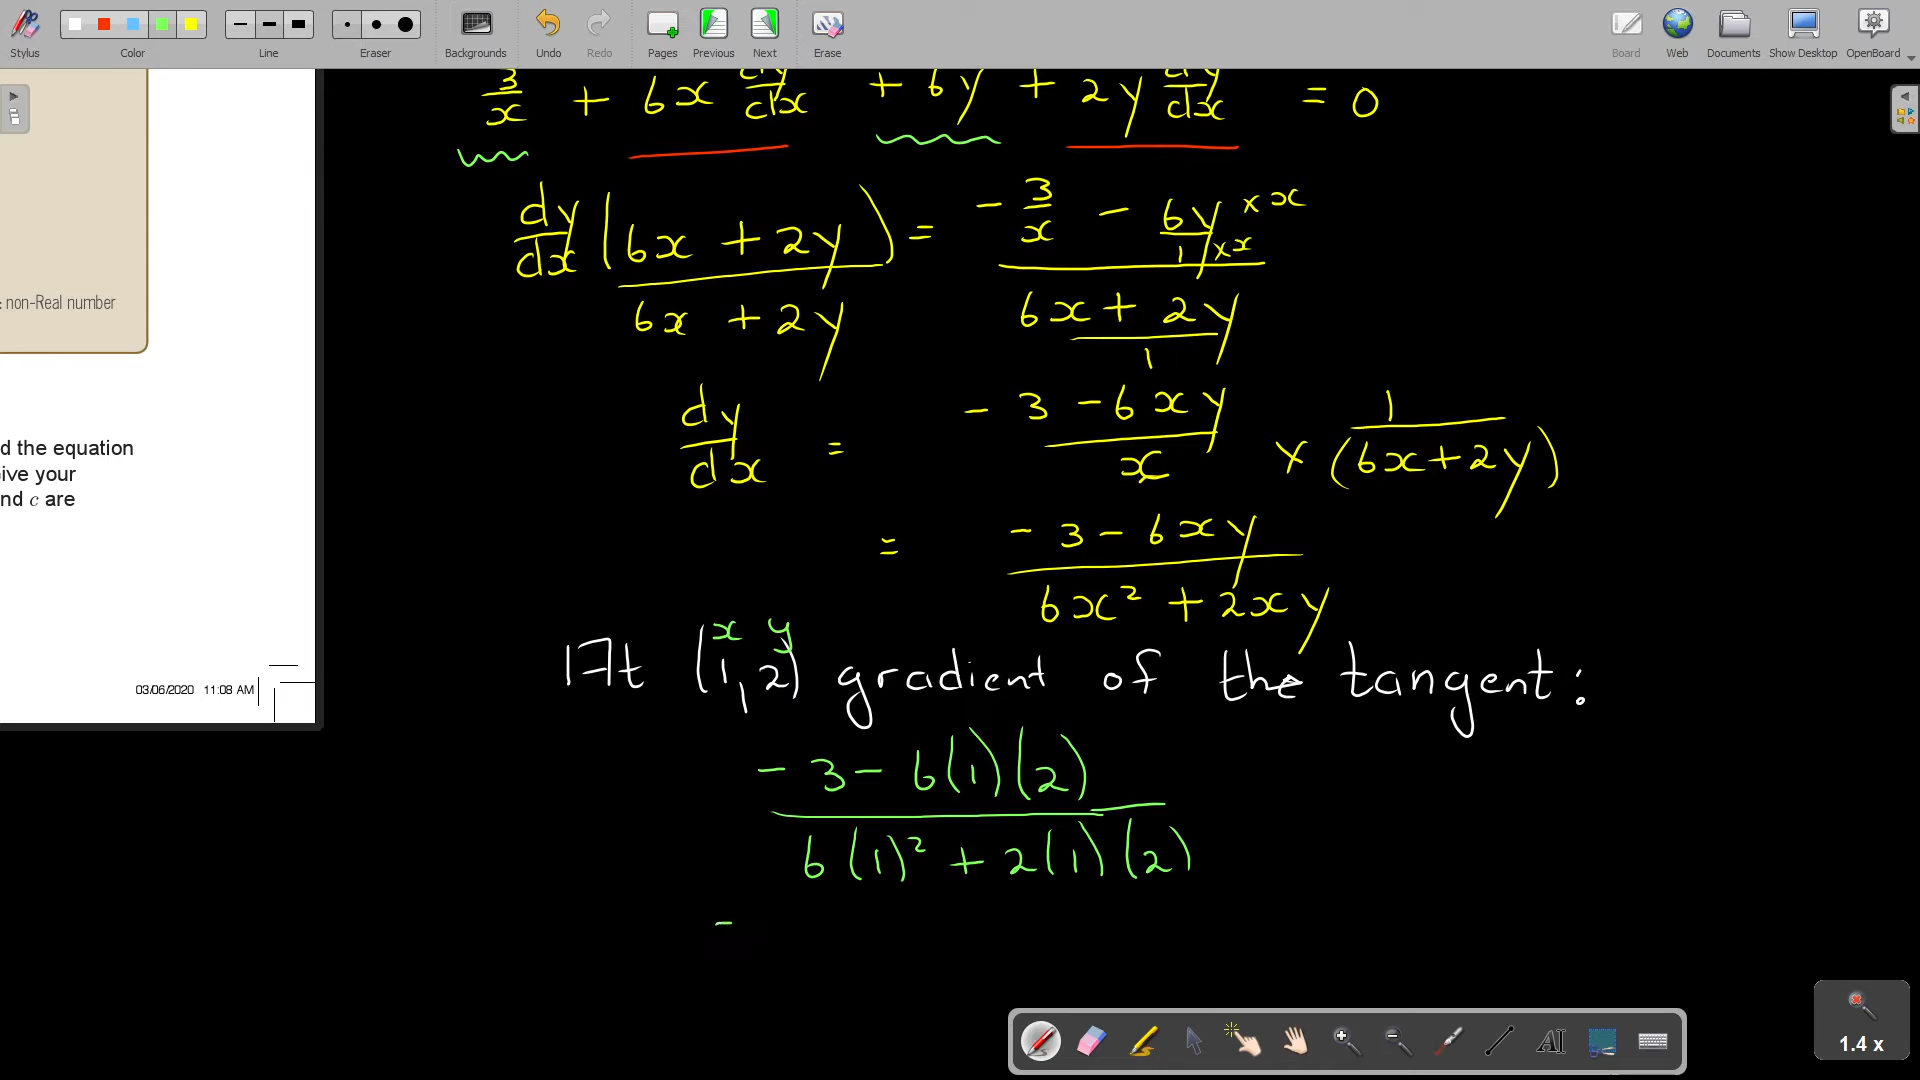 Stylus Color Line Eraser Backgrounds Undo Redo Pages Previous Next Erase Board Web Documents Show Desktop OpenBoard
3/x + 6x dy/dx + 6y + 2y dy/dx = 0
dy/dx (6x + 2y) / 6x + 2y = - 3/x - 6y × x / 1 × x / 6x + 2y / 1
: non-Real number
dy/dx = - 3 - 6xy / x × 1 / (6x + 2y)
d the equation
ive your
nd c are
= - 3 - 6xy / 6x² + 2xy
x y
At (1, 2) gradient of the tangent:
03/06/2020 11:08 AM
- 3 - 6(1)(2) / 6(1)² + 2(1)(2)
-
AI
1.4 x